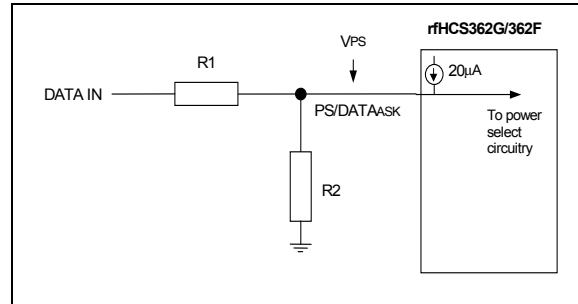 rfHCS362G/362F
VPS
R1
20μA
DATA IN
PS/DATAASK
To power
select
circuitry
R2